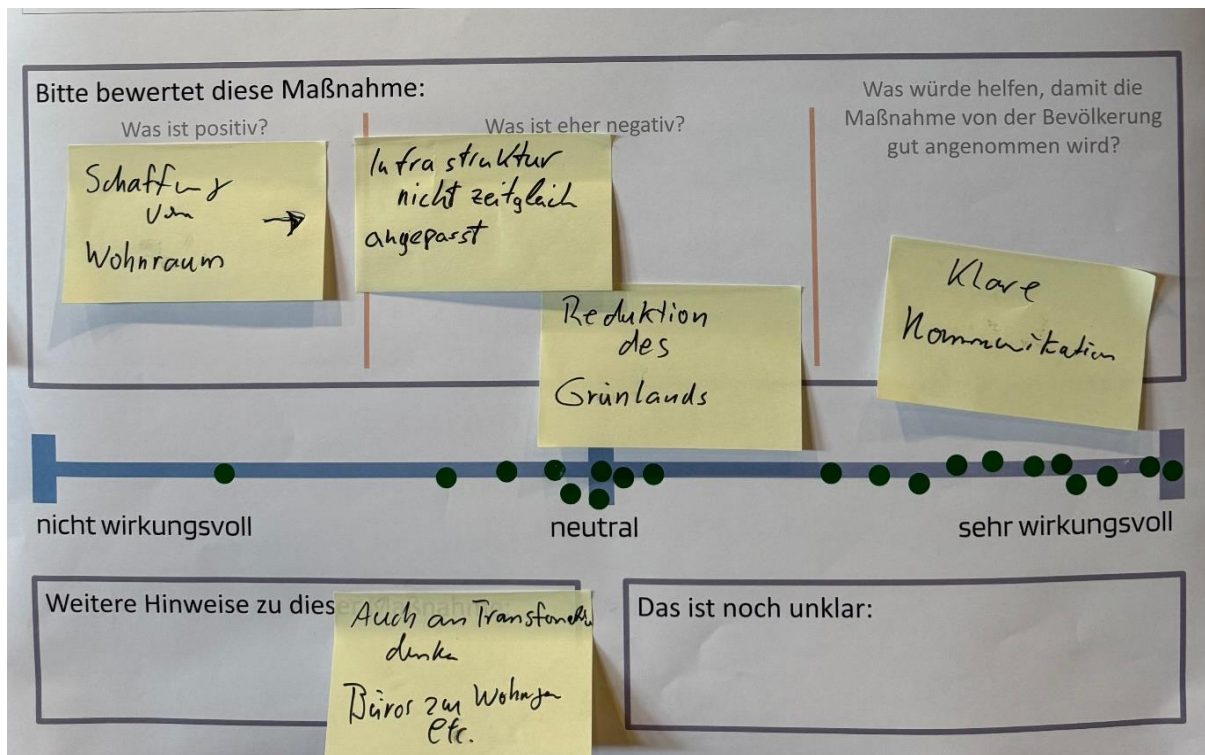 Bitte bewertet diese Maßnahme:
Was ist positiv?
Was ist eher negativ?
Was würde helfen, damit die
Maßnahme von der Bevölkerung
gut angenommen wird?
Schaffung
von
Wohnraum
Infrastruktur
nicht zeitgleich
angepasst
Reduktion
des
Grünlands
Klare
Kommunikation
nicht wirkungsvoll
neutral
sehr wirkungsvoll
Weitere Hinweise zu dieser Maßnahme:
Auch an
denken
Büros zu Wohnungen
etc.
Das ist noch unklar: